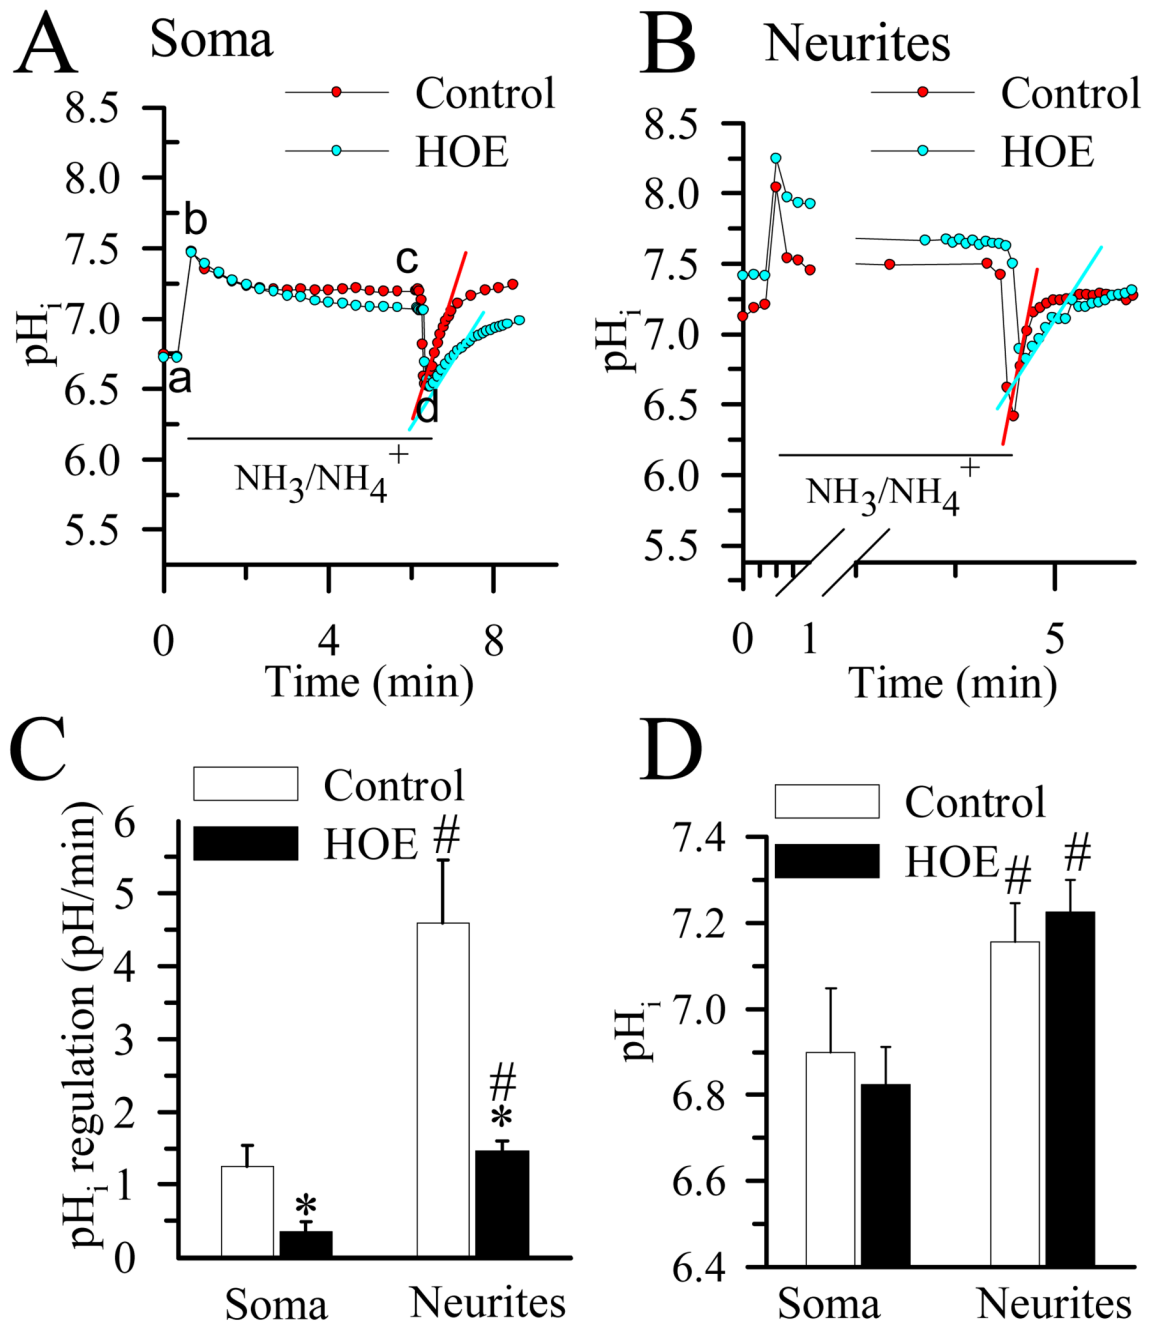 A Soma
Control
HOE
8.5
8.0
7.5
7.0
6.5
6.0
5.5
pHi
b
c
a
d
NH3/NH4+
0 4 8
Time (min)
B Neurites
Control
HOE
8.5
8.0
7.5
7.0
6.5
6.0
5.5
pHi
NH3/NH4+
0 1 5
Time (min)
C
Control
HOE
6
5
4
3
2
1
0
pHi regulation (pH/min)
#
#
*
*
Soma Neurites
D
Control
HOE
7.4
7.2
7.0
6.8
6.6
6.4
pHi
# #
Soma Neurites